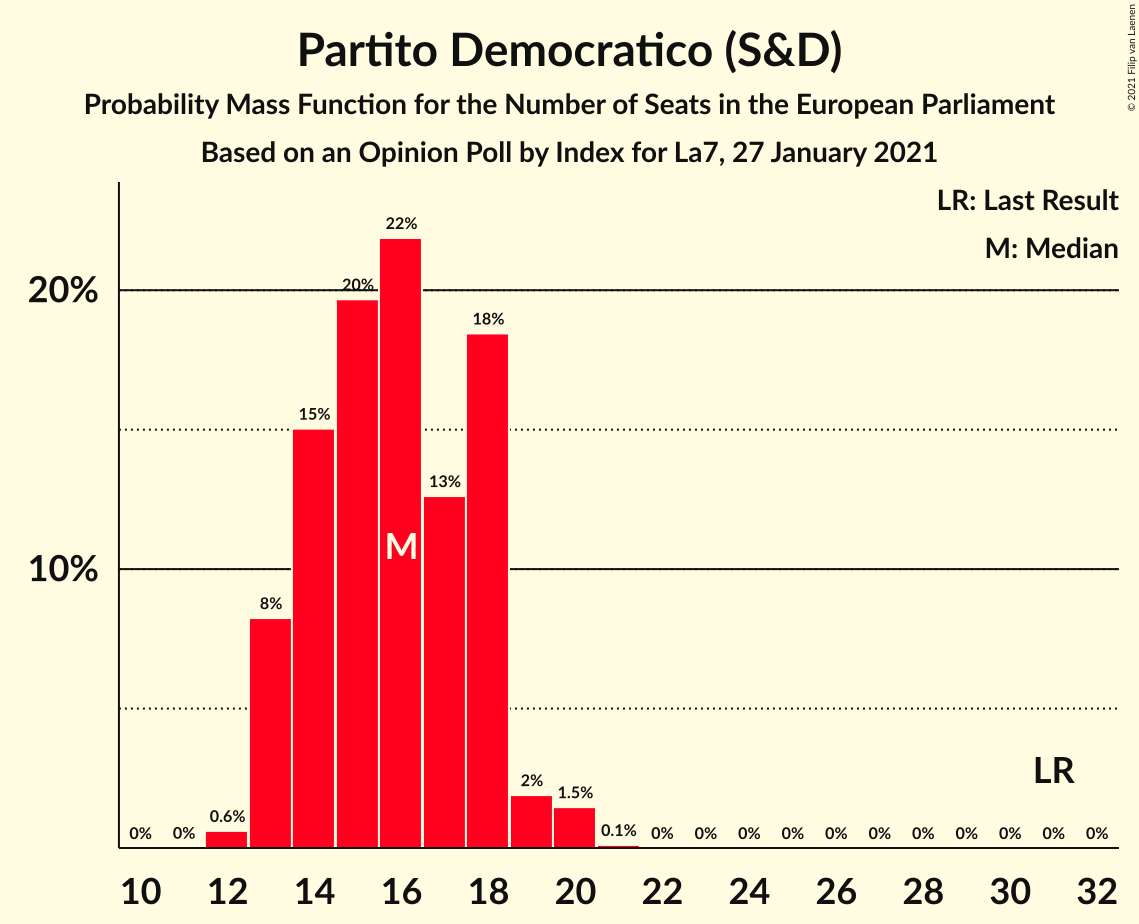 Partito Democratico (S&D)
Probability Mass Function for the Number of Seats in the European Parliament
Based on an Opinion Poll by Index for La7, 27 January 2021
© 2021 Filip van Laenen
LR: Last Result
M: Median
20%
10%
0%
0%
0.6%
8%
15%
20%
22%
13%
18%
2%
1.5%
0.1%
0%
0%
0%
0%
0%
0%
0%
0%
0%
0%
0%
M
LR
10 12 14 16 18 20 22 24 26 28 30 32